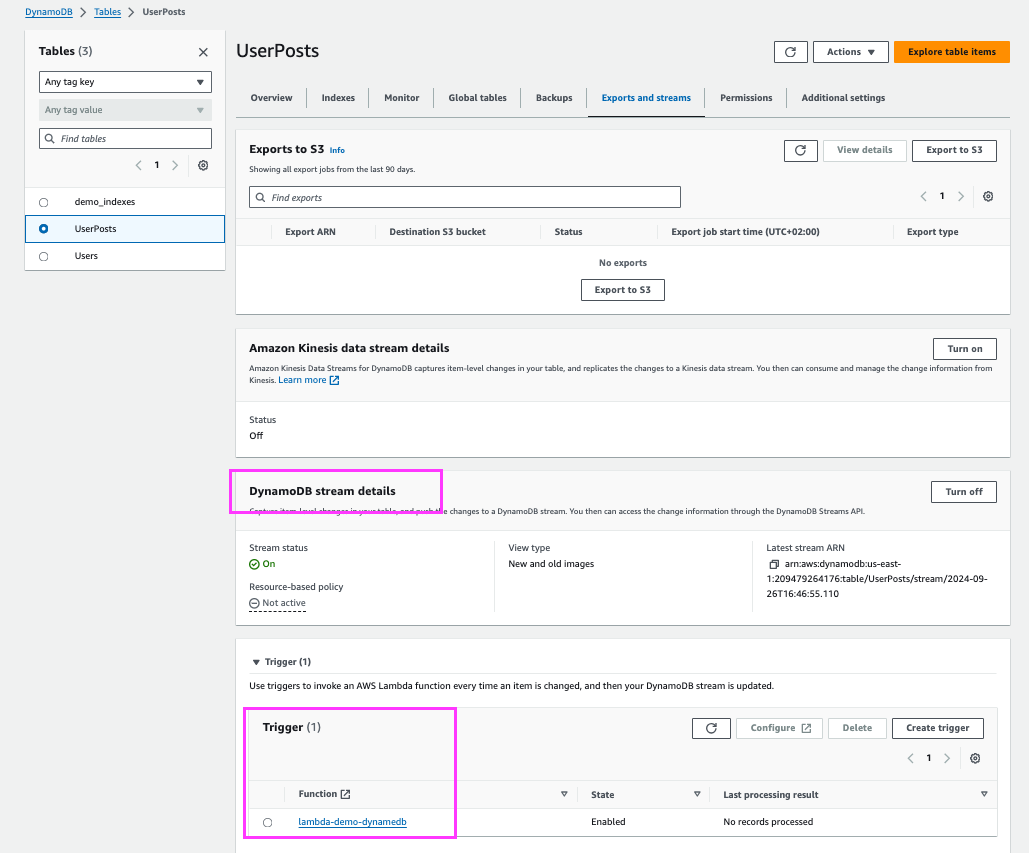 DynamoDB > Tables > UserPosts
Tables (3)
Any tag key
Any tag value
Find tables
1
demo_indexes
UserPosts
Users
UserPosts
Actions
Explore table items
Overview
Indexes
Monitor
Global tables
Backups
Exports and streams
Permissions
Additional settings
Exports to S3 Info
View details
Export to S3
Showing all export jobs from the last 90 days.
Find exports
1
Export ARN
Destination S3 bucket
Status
Export job start time (UTC+02:00)
Export type
No exports
Export to S3
Amazon Kinesis data stream details
Turn on
Amazon Kinesis Data Streams for DynamoDB captures item-level changes in your table, and replicates the changes to a Kinesis data stream. You then can consume and manage the change information from
Kinesis. Learn more
Status
Off
DynamoDB stream details
Turn off
Capture item-level changes in your table, and push the changes to a DynamoDB stream. You then can access the change information through the DynamoDB Streams API.
Stream status
On
Resource-based policy
Not active
View type
New and old images
Latest stream ARN
arn:aws:dynamodb:us-east-
1:209479264176:table/UserPosts/stream/2024-09-
26T16:46:55.110
Trigger (1)
Use triggers to invoke an AWS Lambda function every time an item is changed, and then your DynamoDB stream is updated.
Trigger (1)
Configure
Delete
Create trigger
1
Function
State
Last processing result
lambda-demo-dynamedb
Enabled
No records processed